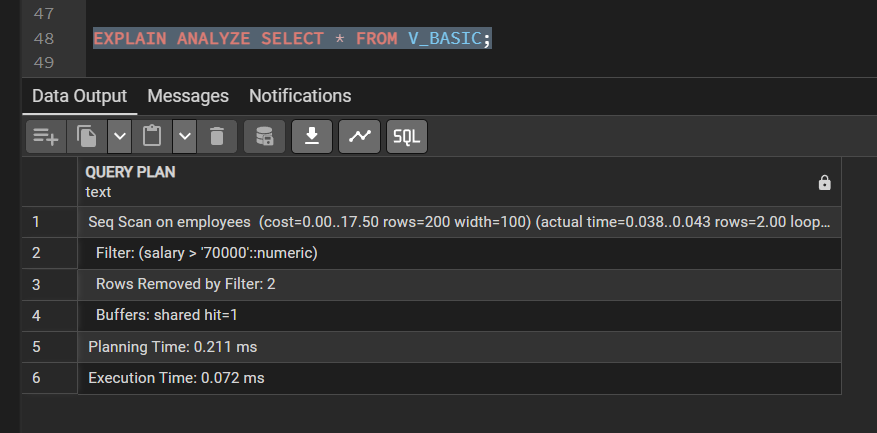 47
48 EXPLAIN ANALYZE SELECT * FROM V_BASIC;
49
Data Output Messages Notifications
SQL
QUERY PLAN
text
1 Seq Scan on employees (cost=0.00..17.50 rows=200 width=100) (actual time=0.038..0.043 rows=2.00 loop...
2 Filter: (salary > '70000'::numeric)
3 Rows Removed by Filter: 2
4 Buffers: shared hit=1
5 Planning Time: 0.211 ms
6 Execution Time: 0.072 ms